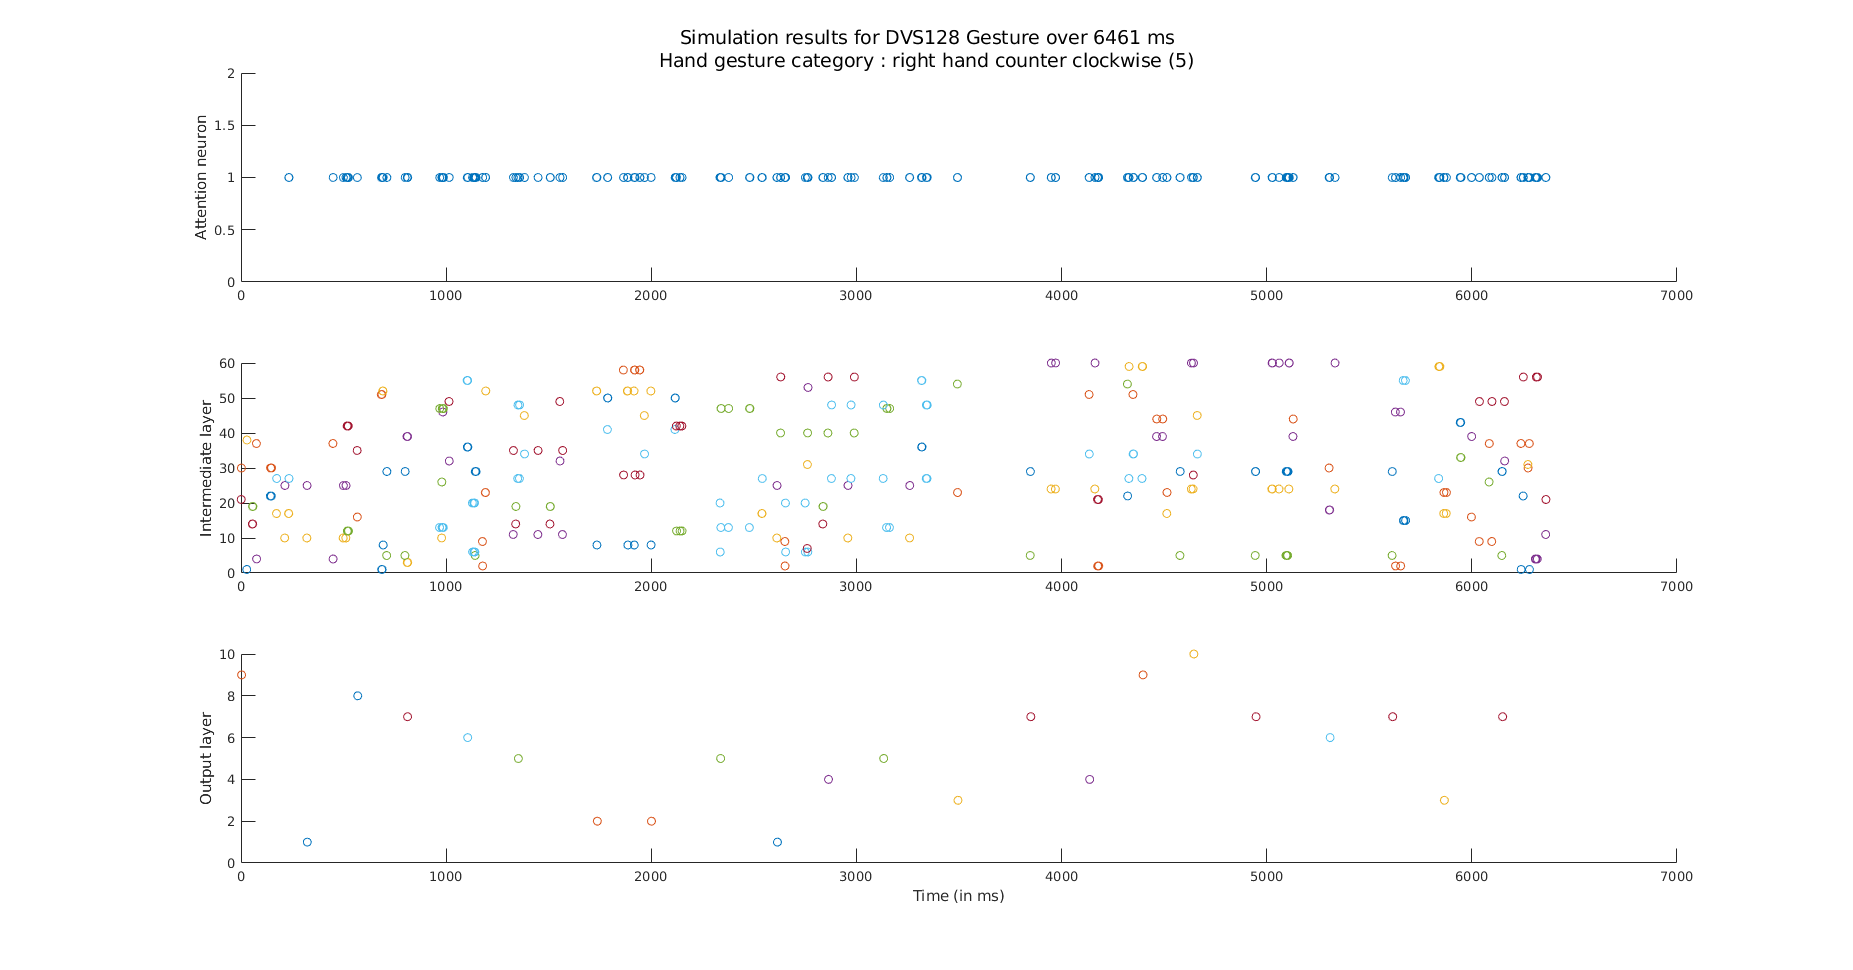 Simulation results for DVS128 Gesture over 6461 ms
Hand gesture category : right hand counter clockwise (5)
Attention neuron
2
1.5
1
0.5
0
0 1000 2000 3000 4000 5000 6000 7000
Intermediate layer
60
50
40
30
20
10
0
0 1000 2000 3000 4000 5000 6000 7000
Output layer
10
8
6
4
2
0
0 1000 2000 3000 4000 5000 6000 7000
Time (in ms)